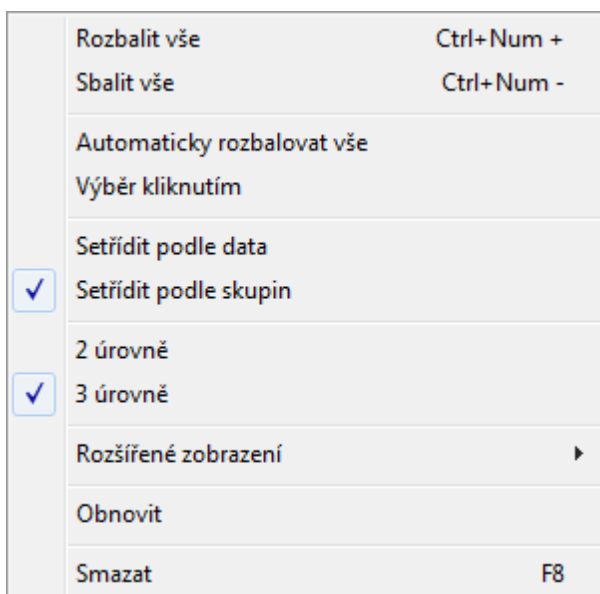 Rozbalit vše Ctrl+Num +
Sbalit vše Ctrl+Num -
Automaticky rozbalovat vše
Výběr kliknutím
Setřídit podle data
Setřídit podle skupin
2 úrovně
3 úrovně
Rozšířené zobrazení
Obnovit
Smazat F8